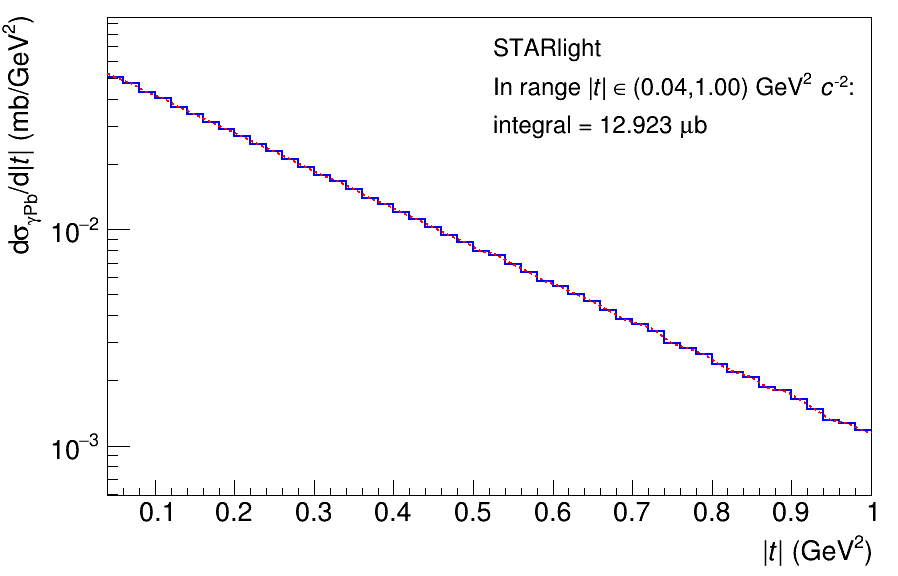 dσγPb/d|t| (mb/GeV²)
STARlight
In range |t| ∈ (0.04,1.00) GeV² c⁻²:
integral = 12.923 μb
10⁻²
10⁻³
0.1 0.2 0.3 0.4 0.5 0.6 0.7 0.8 0.9 1
|t| (GeV²)